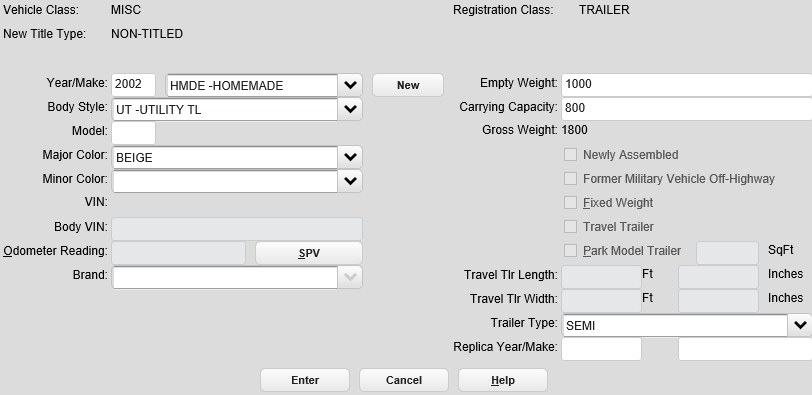 Vehicle Class: MISC Registration Class: TRAILER
New Title Type: NON-TITLED
Year/Make: 2002 HMDE -HOMEMADE New Empty Weight: 1000
Body Style: UT -UTILITY TL Carrying Capacity: 800
Model: Gross Weight: 1800
Major Color: BEIGE Newly Assembled
Minor Color: Former Military Vehicle Off-Highway
VIN: Fixed Weight
Body VIN: Travel Trailer
Odometer Reading: SPV Park Model Trailer SqFt
Brand: Travel Tlr Length: Ft Inches
Travel Tlr Width: Ft Inches
Trailer Type: SEMI
Replica Year/Make:
Enter Cancel Help